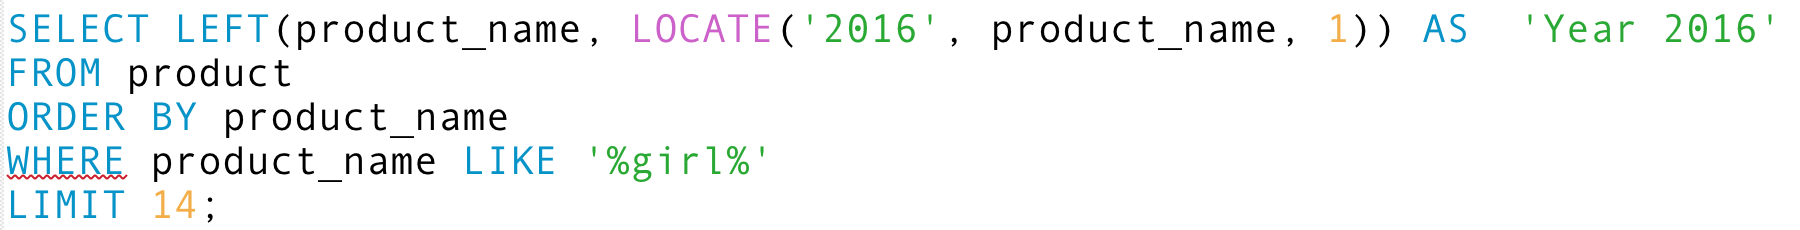 SELECT LEFT(product_name, LOCATE('2016', product_name, 1)) AS  'Year 2016'
FROM product
ORDER BY product_name
WHERE product_name LIKE '%girl%'
LIMIT 14;